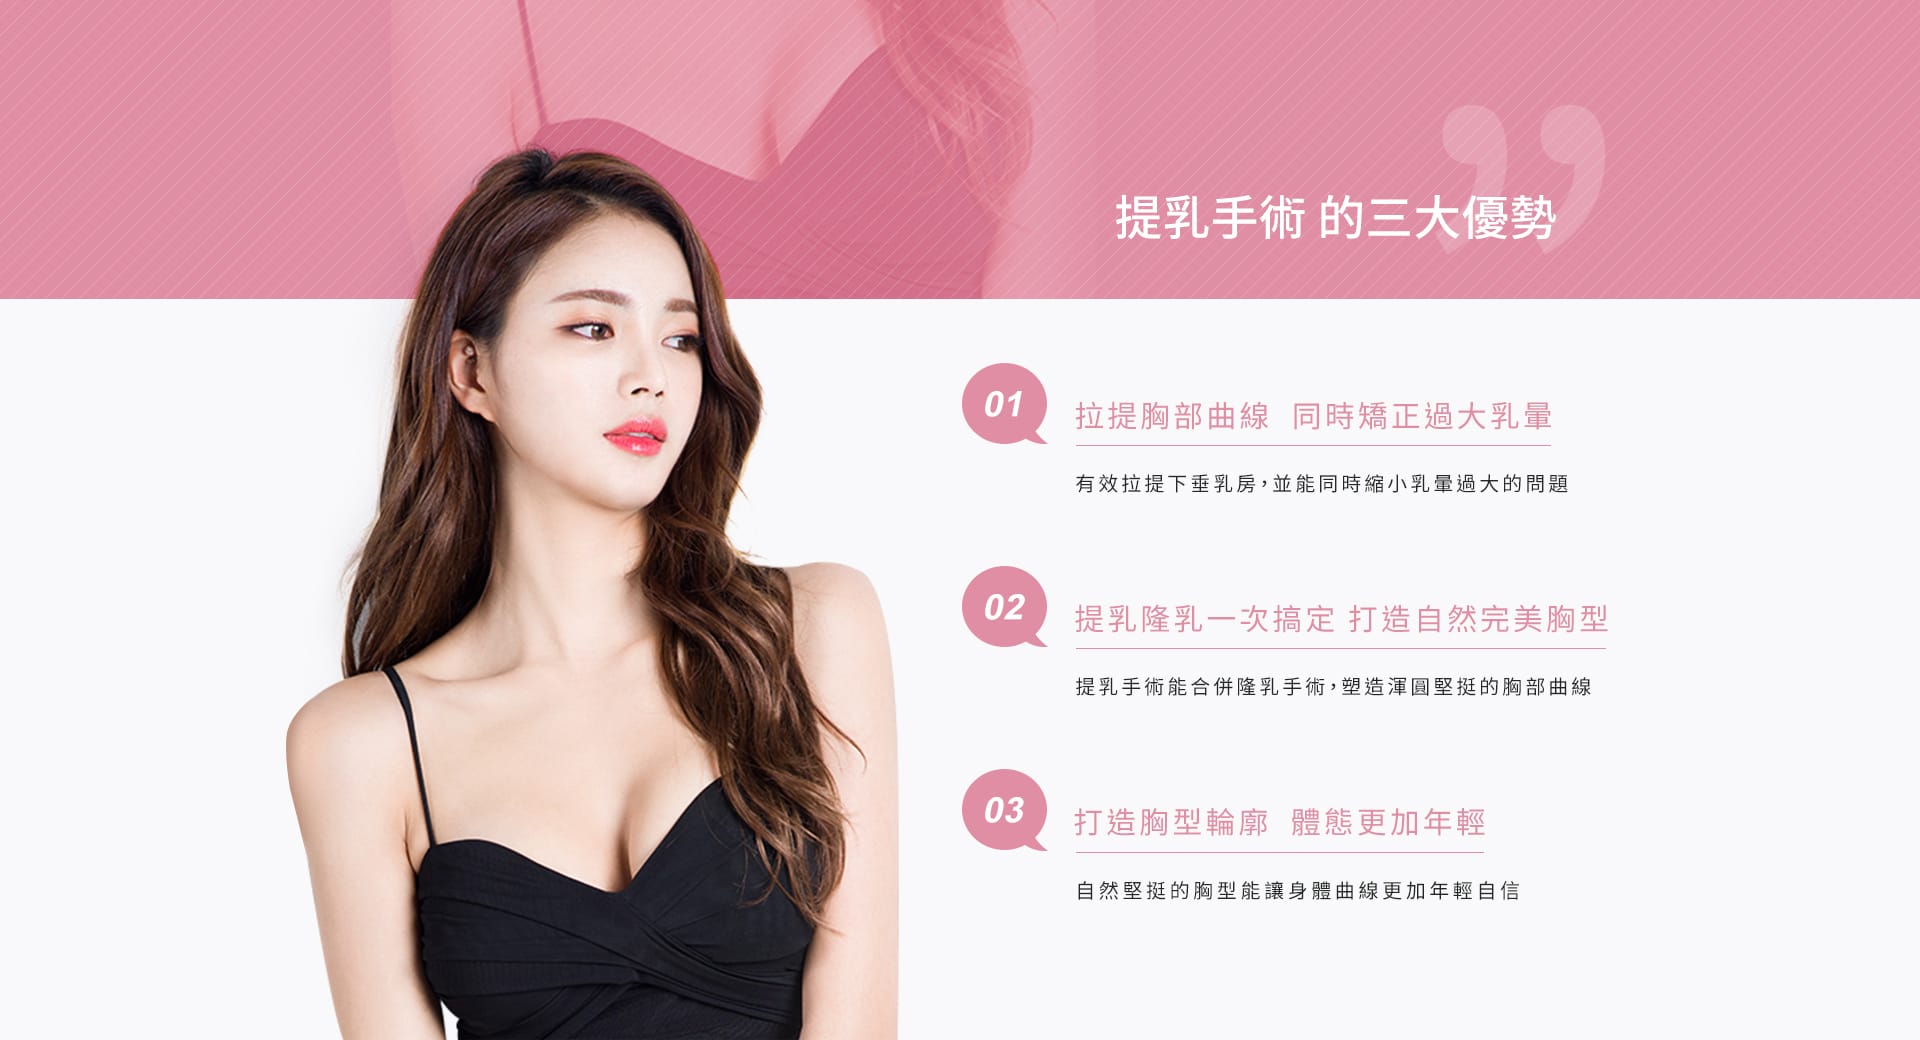 提乳手術 的三大優勢
01
拉提胸部曲線 同時矯正過大乳暈
有效拉提下垂乳房，並能同時縮小乳暈過大的問題
02
提乳隆乳一次搞定 打造自然完美胸型
提乳手術能合併隆乳手術，塑造渾圓堅挺的胸部曲線
03
打造胸型輪廓 體態更加年輕
自然堅挺的胸型能讓身體曲線更加年輕自信